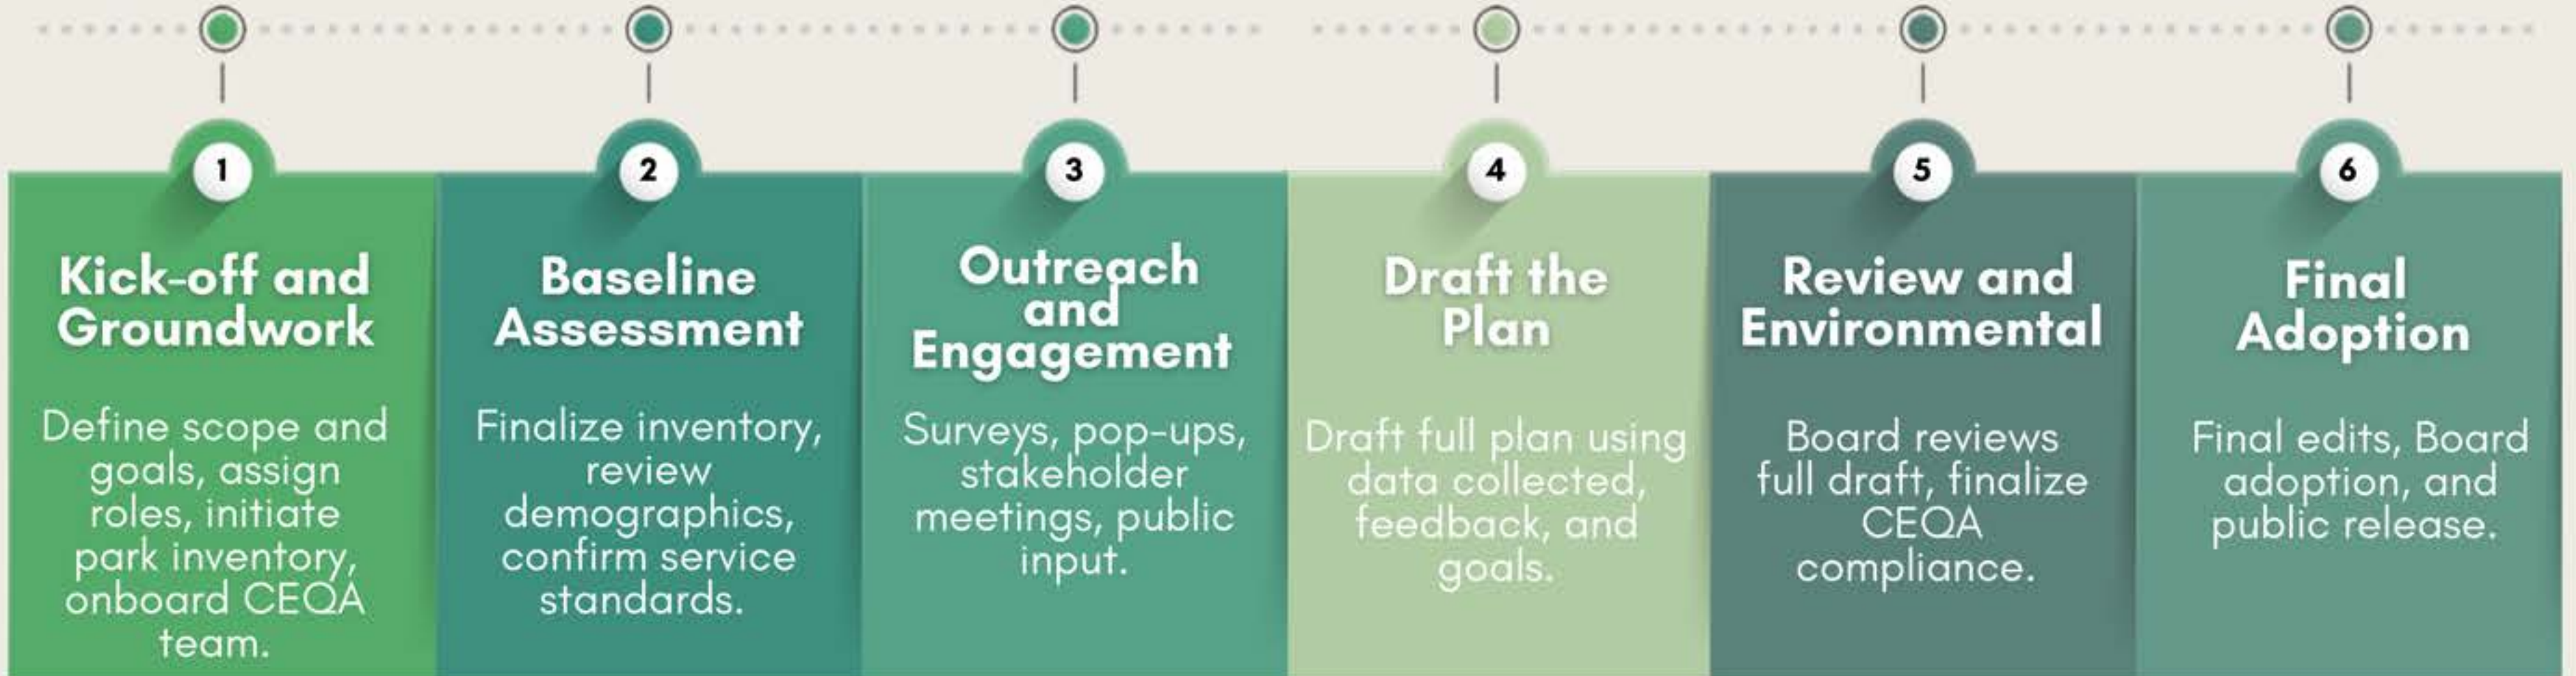 1
Kick-off and
Groundwork
Define scope and
goals, assign
roles, initiate
park inventory,
onboard CEQA
team.
2
Baseline
Assessment
Finalize inventory,
review
demographics,
confirm service
standards.
3
Outreach
and
Engagement
Surveys, pop-ups,
stakeholder
meetings, public
input.
4
Draft the
Plan
Draft full plan using
data collected,
feedback, and
goals.
5
Review and
Environmental
Board reviews
full draft, finalize
CEQA
compliance.
6
Final
Adoption
Final edits, Board
adoption, and
public release.